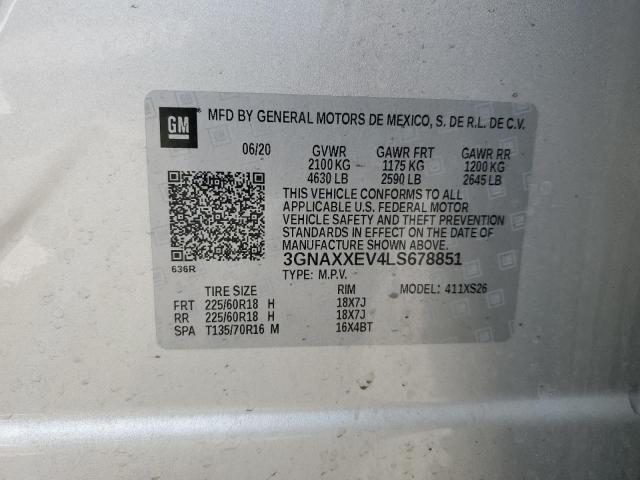 GM MFD BY GENERAL MOTORS DE MEXICO, S. DE R.L. DE C.V.
06/20 GVWR GAWR FRT GAWR RR
2100 KG 1175 KG 1200 KG
4630 LB 2590 LB 2645 LB
THIS VEHICLE CONFORMS TO ALL
APPLICABLE U.S. FEDERAL MOTOR
VEHICLE SAFETY AND THEFT PREVENTION
STANDARDS IN EFFECT ON THE DATE OF
MANUFACTURE SHOWN ABOVE.
636R 3GNAXXEV4LS678851
TYPE: M.P.V.
TIRE SIZE RIM MODEL: 411XS26
FRT 225/60R18 H 18X7J
RR 225/60R18 H 18X7J
SPA T135/70R16 M 16X4BT